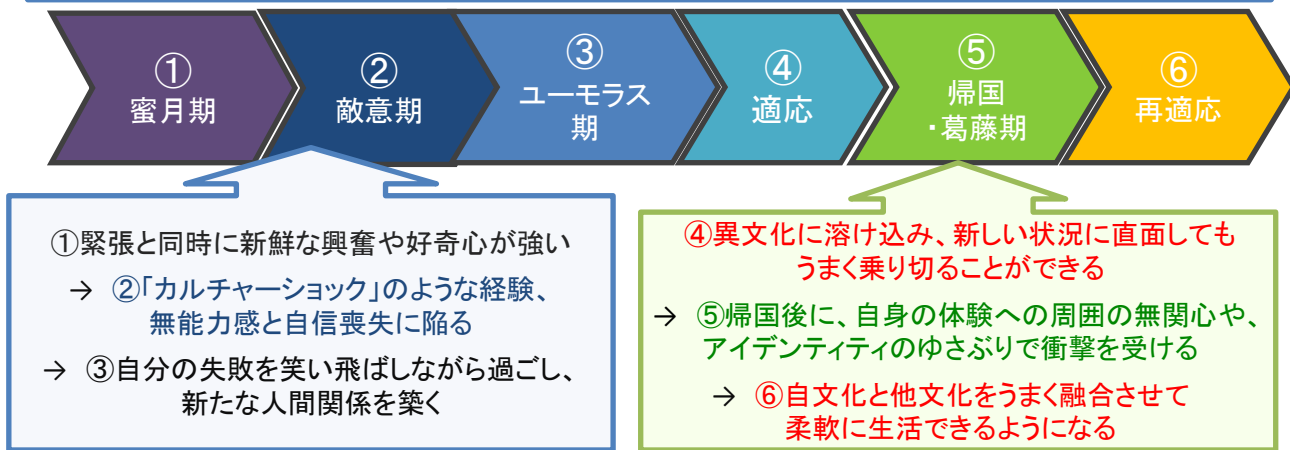 ①
蜜月期
②
敵意期
③
ユーモラス
期
④
適応
⑤
帰国
・葛藤期
⑥
再適応
①緊張と同時に新鮮な興奮や好奇心が強い
→ ②「カルチャーショック」のような経験、
無能力感と自信喪失に陥る
→ ③自分の失敗を笑い飛ばしながら過ごし、
新たな人間関係を築く
④異文化に溶け込み、新しい状況に直面しても
うまく乗り切ることができる
→ ⑤帰国後に、自身の体験への周囲の無関心や、
アイデンティティのゆさぶりで衝撃を受ける
→ ⑥自文化と他文化をうまく融合させて
柔軟に生活できるようになる